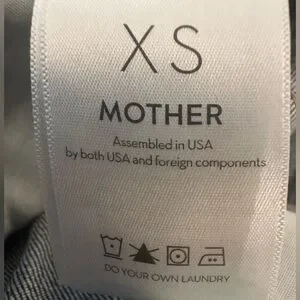 XS
MOTHER
Assembled in USA
by both USA and foreign components
DO YOUR OWN LAUNDRY